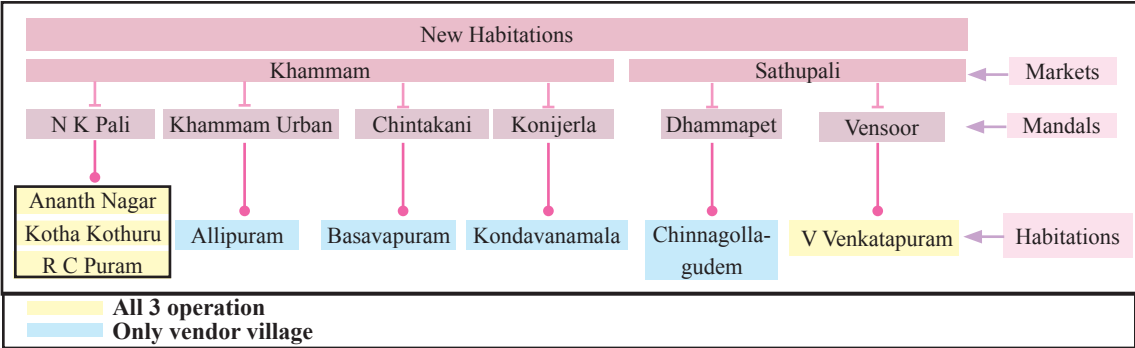 New Habitations
Khammam
Sathupali
Markets
N K Pali
Khammam Urban
Chintakani
Konijerla
Dhammapet
Vensoor
Mandals
Ananth Nagar
Kotha Kothuru
R C Puram
Allipuram
Basavapuram
Kondavanamala
Chinnagolla-
gudem
V Venkatapuram
Habitations
All 3 operation
Only vendor village